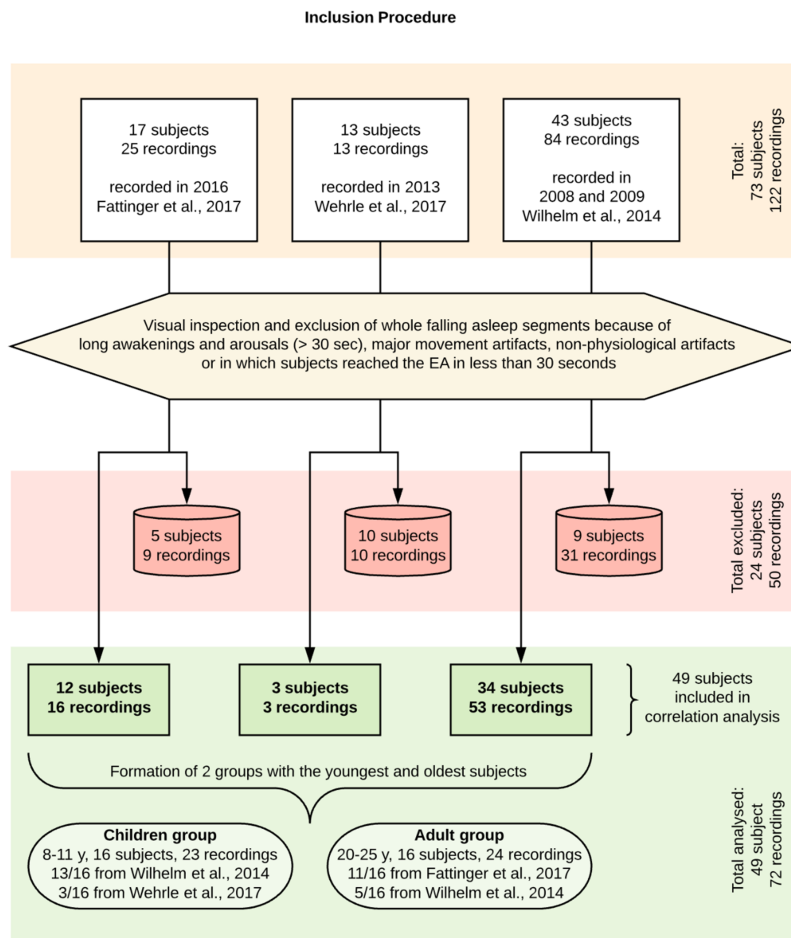 Inclusion Procedure
17 subjects
25 recordings
recorded in 2016
Fattinger et al., 2017
13 subjects
13 recordings
recorded in 2013
Wehrle et al., 2017
43 subjects
84 recordings
recorded in
2008 and 2009
Wilhelm et al., 2014
Total:
73 subjects
122 recordings
Visual inspection and exclusion of whole falling asleep segments because of
long awakenings and arousals (> 30 sec), major movement artifacts, non-physiological artifacts
or in which subjects reached the EA in less than 30 seconds
5 subjects
9 recordings
10 subjects
10 recordings
9 subjects
31 recordings
Total excluded:
24 subjects
50 recordings
12 subjects
16 recordings
3 subjects
3 recordings
34 subjects
53 recordings
49 subjects
included in
correlation analysis
Formation of 2 groups with the youngest and oldest subjects
Children group
8-11 y, 16 subjects, 23 recordings
13/16 from Wilhelm et al., 2014
3/16 from Wehrle et al., 2017
Adult group
20-25 y, 16 subjects, 24 recordings
11/16 from Fattinger et al., 2017
5/16 from Wilhelm et al., 2014
Total analysed:
49 subject
72 recordings